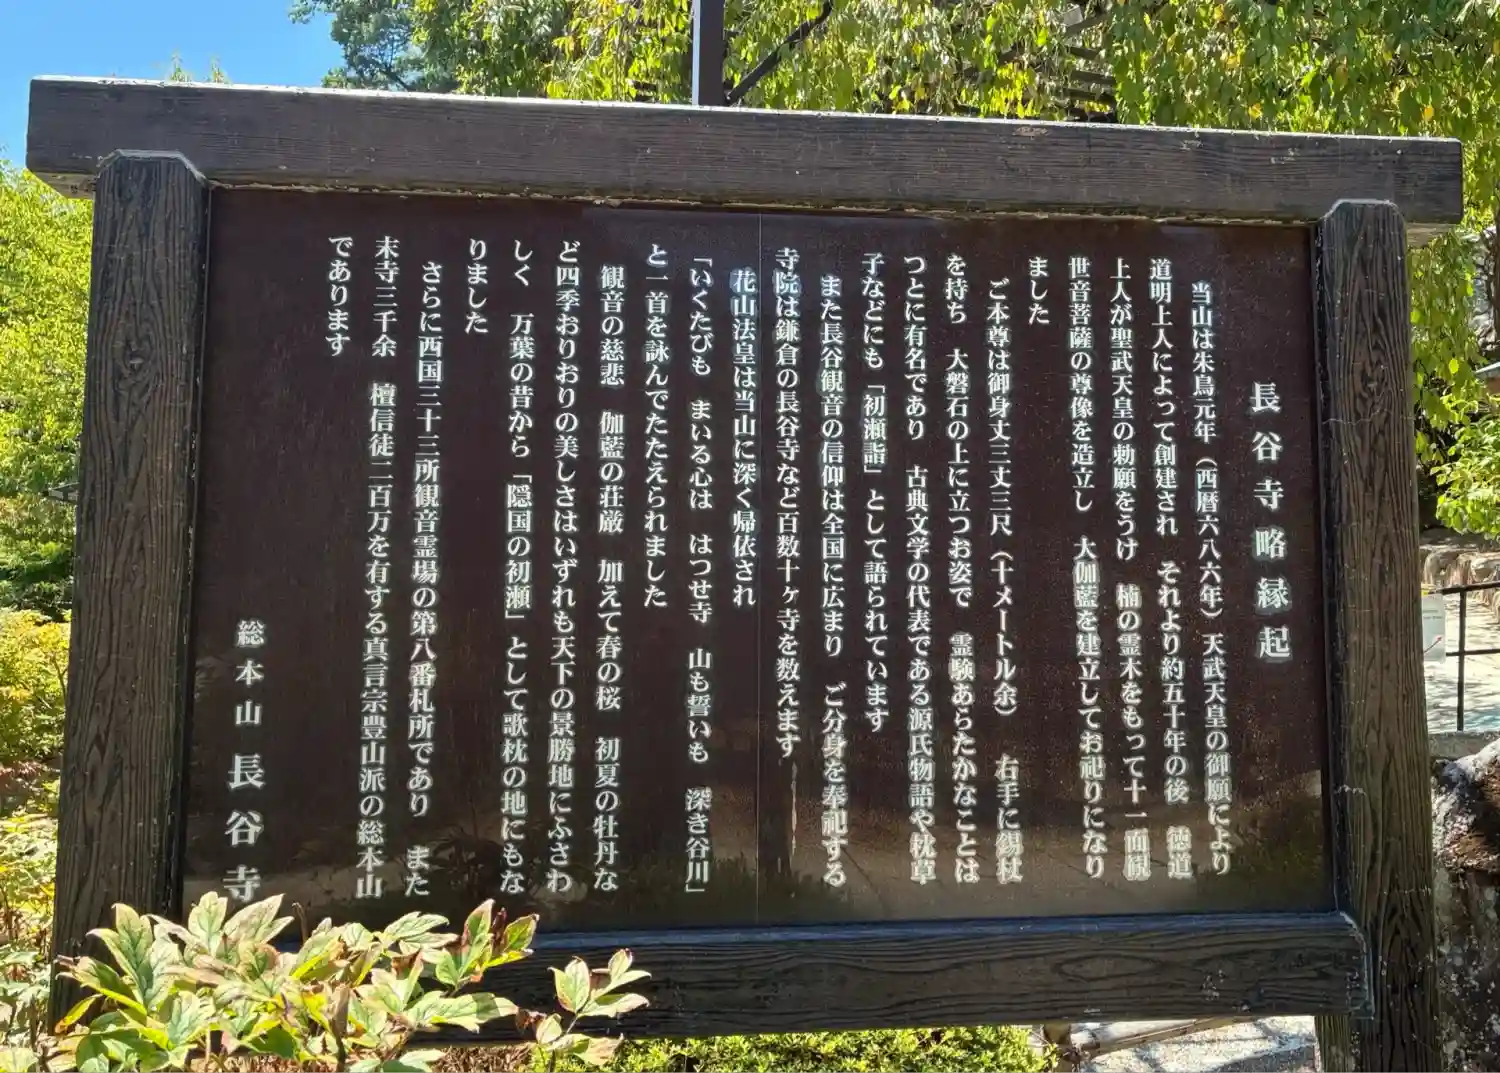 長谷寺略縁起
当山は朱鳥元年(西暦六八六年)天武天皇の御願により
道明上人によって創建され　それより約五十年の後　徳道
上人が聖武天皇の勅願をうけ　楠の霊木をもって十一面観
世音菩薩の尊像を造立し　大伽藍を建立してお祀りになり
ました
ご本尊は御身丈三丈三尺(十メートル余)　右手に錫杖
を持ち　大磐石の上に立つお姿で　霊験あらたかなことは
つとに有名であり　古典文学の代表である源氏物語や枕草
子などにも「初瀬詣」として語られています
また長谷観音の信仰は全国に広まり　ご分身を奉祀する
寺院は鎌倉の長谷寺など百数十ヶ寺を数えます
花山法皇は当山に深く帰依され
「いくたびも　まいる心は　はつせ寺　山も誓いも　深き谷川」
と一首を詠んでたたえられました
観音の慈悲　伽藍の荘厳　加えて春の桜　初夏の牡丹な
ど四季おりおりの美しさはいずれも天下の景勝地にふさわ
しく　万葉の昔から「隠国の初瀬」として歌枕の地にもな
りました
さらに西国三十三所観音霊場の第八番札所であり　また
末寺三千余　檀信徒二百万を有する真言宗豊山派の総本山
であります
総本山長谷寺